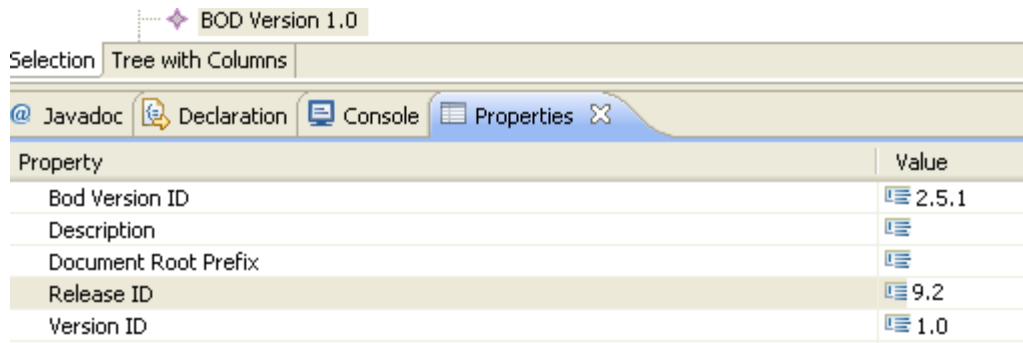 BOD Version 1.0
Selection Tree with Columns
@ Javadoc Declaration Console Properties
Property Value
Bod Version ID 2.5.1
Description
Document Root Prefix
Release ID 9.2
Version ID 1.0